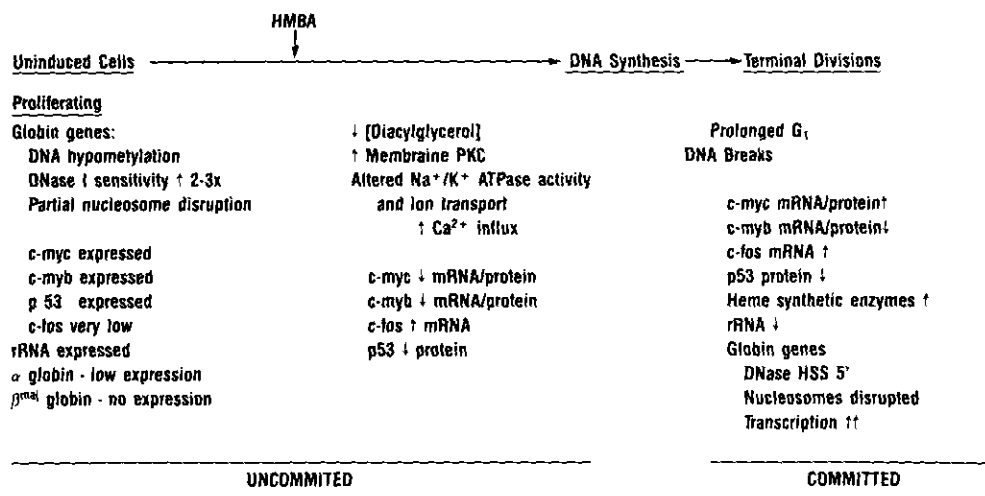 HMBA
Uninduced Cells DNA Synthesis Terminal Divisions
Proliferating
Globin genes:
DNA hypometylation
DNase I sensitivity ↑ 2-3x
Partial nucleosome disruption
c-myc expressed
c-myb expressed
p 53 expressed
c-fos very low
rRNA expressed
α globin - low expression
βmaj globin - no expression
↓ [Diacylglycerol]
↑ Membraine PKC
Altered Na⁺/K⁺ ATPase activity
and Ion transport
↑ Ca²⁺ influx
c-myc ↓ mRNA/protein
c-myb ↓ mRNA/protein
c-fos ↑ mRNA
p53 ↓ protein
Prolonged G₁
DNA Breaks
c-myc mRNA/protein↑
c-myb mRNA/protein↓
c-fos mRNA ↑
p53 protein ↓
Heme synthetic enzymes ↑
rRNA ↓
Globin genes
DNase HSS 5'
Nucleosomes disrupted
Transcription ↑↑
UNCOMMITED COMMITTED